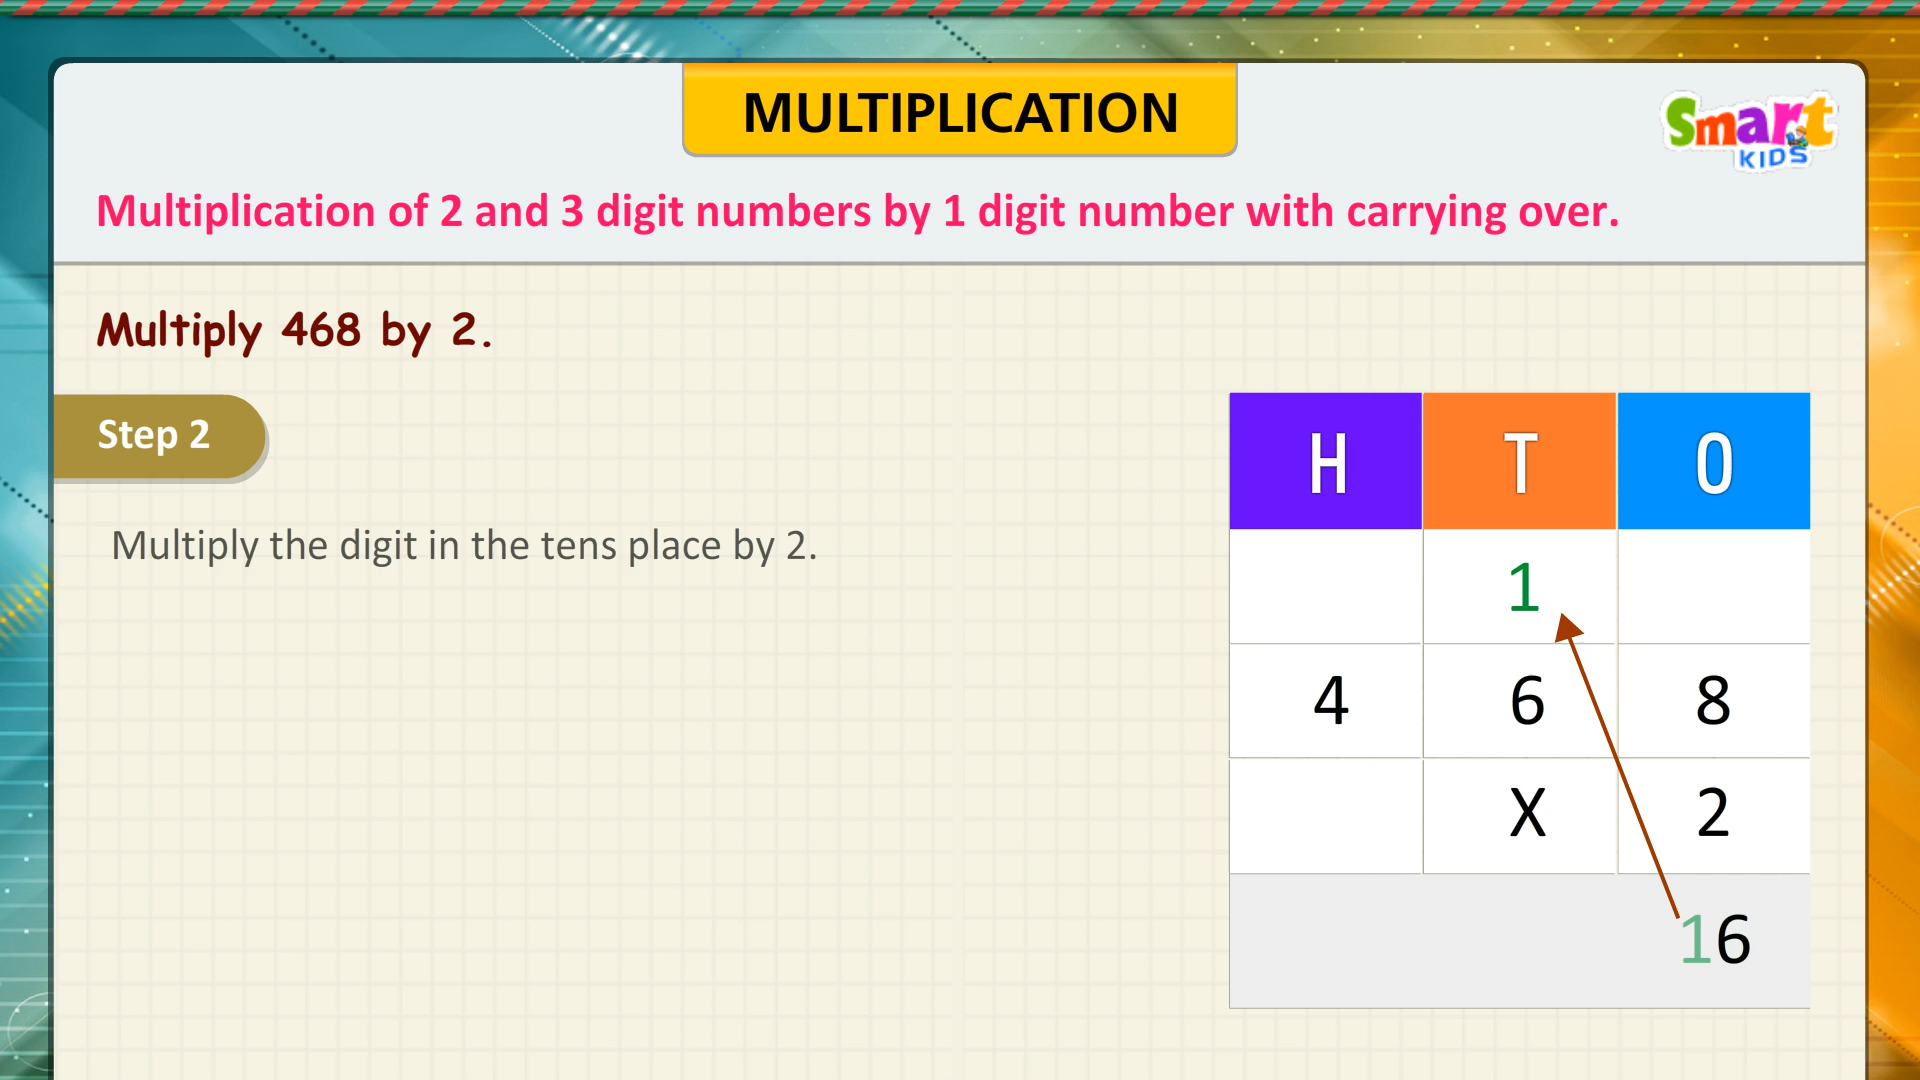 MULTIPLICATION
Smart
KIDS
Multiplication of 2 and 3 digit numbers by 1 digit number with carrying over.
Multiply 468 by 2.
Step 2
Multiply the digit in the tens place by 2.
H T O
1
4 6 8
X 2
16